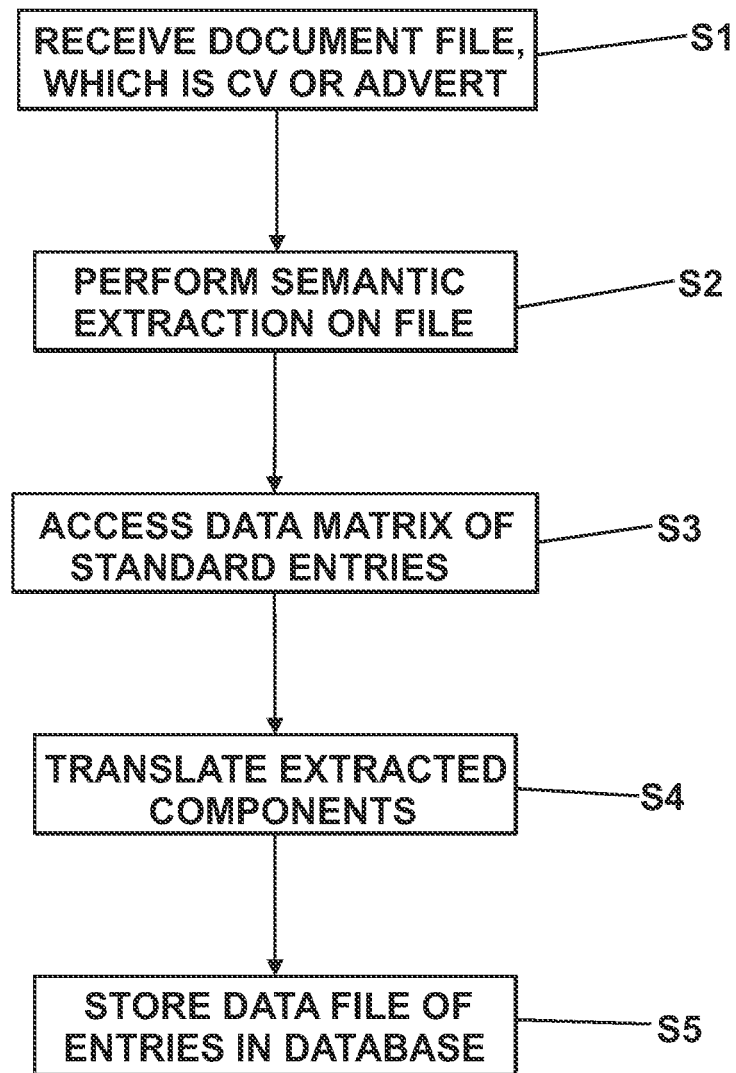 RECEIVE DOCUMENT FILE,
WHICH IS CV OR ADVERT
S1
PERFORM SEMANTIC
EXTRACTION ON FILE
S2
ACCESS DATA MATRIX OF
STANDARD ENTRIES
S3
TRANSLATE EXTRACTED
COMPONENTS
S4
STORE DATA FILE OF
ENTRIES IN DATABASE
S5